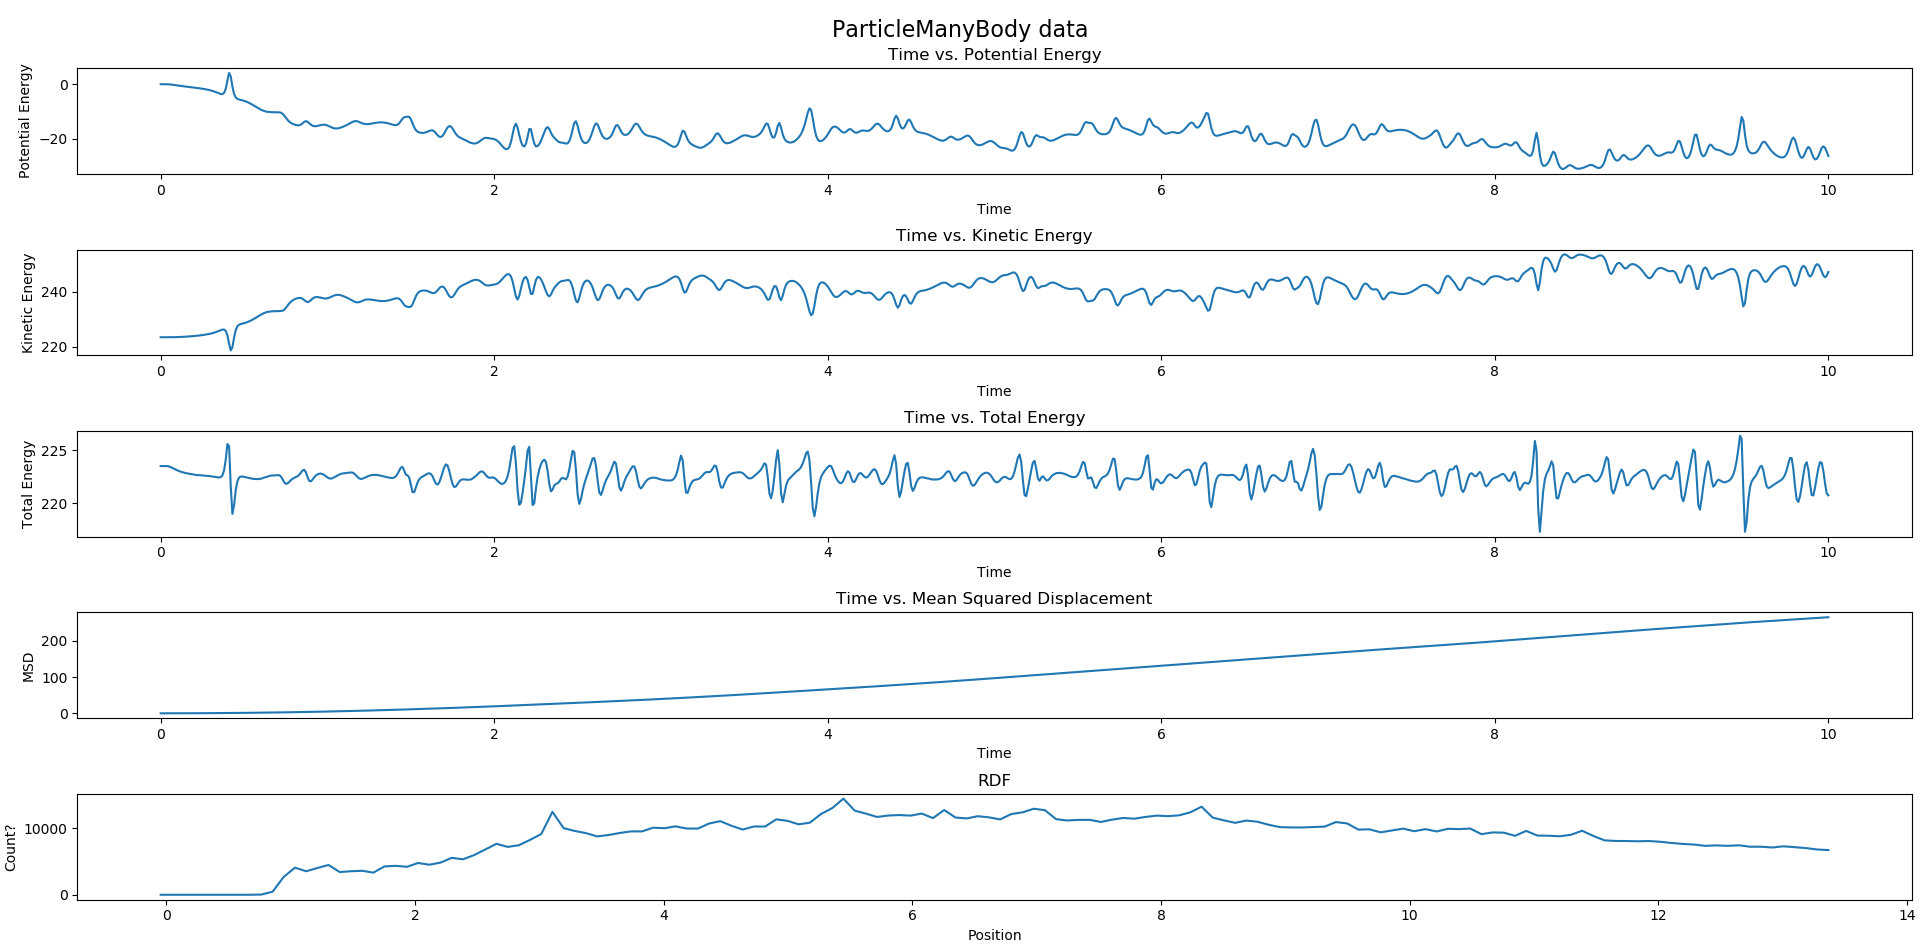 ParticleManyBody data
Time vs. Potential Energy
Potential Energy
0
−20
0 2 4 6 8 10
Time
Time vs. Kinetic Energy
Kinetic Energy
240
220
0 2 4 6 8 10
Time
Time vs. Total Energy
Total Energy
225
220
0 2 4 6 8 10
Time
Time vs. Mean Squared Displacement
MSD
200
100
0
0 2 4 6 8 10
Time
RDF
Count?
10000
0
0 2 4 6 8 10 12 14
Position